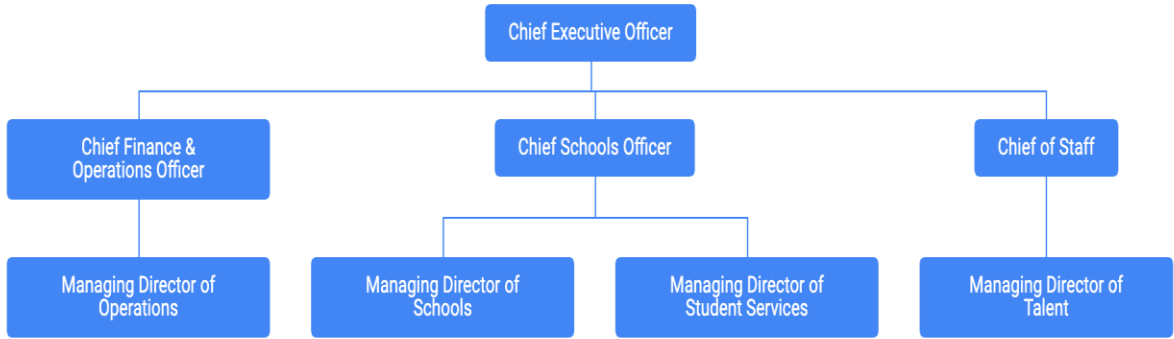 Chief Executive Officer
Chief Finance &
Operations Officer
Chief Schools Officer
Chief of Staff
Managing Director of
Operations
Managing Director of
Schools
Managing Director of
Student Services
Managing Director of
Talent